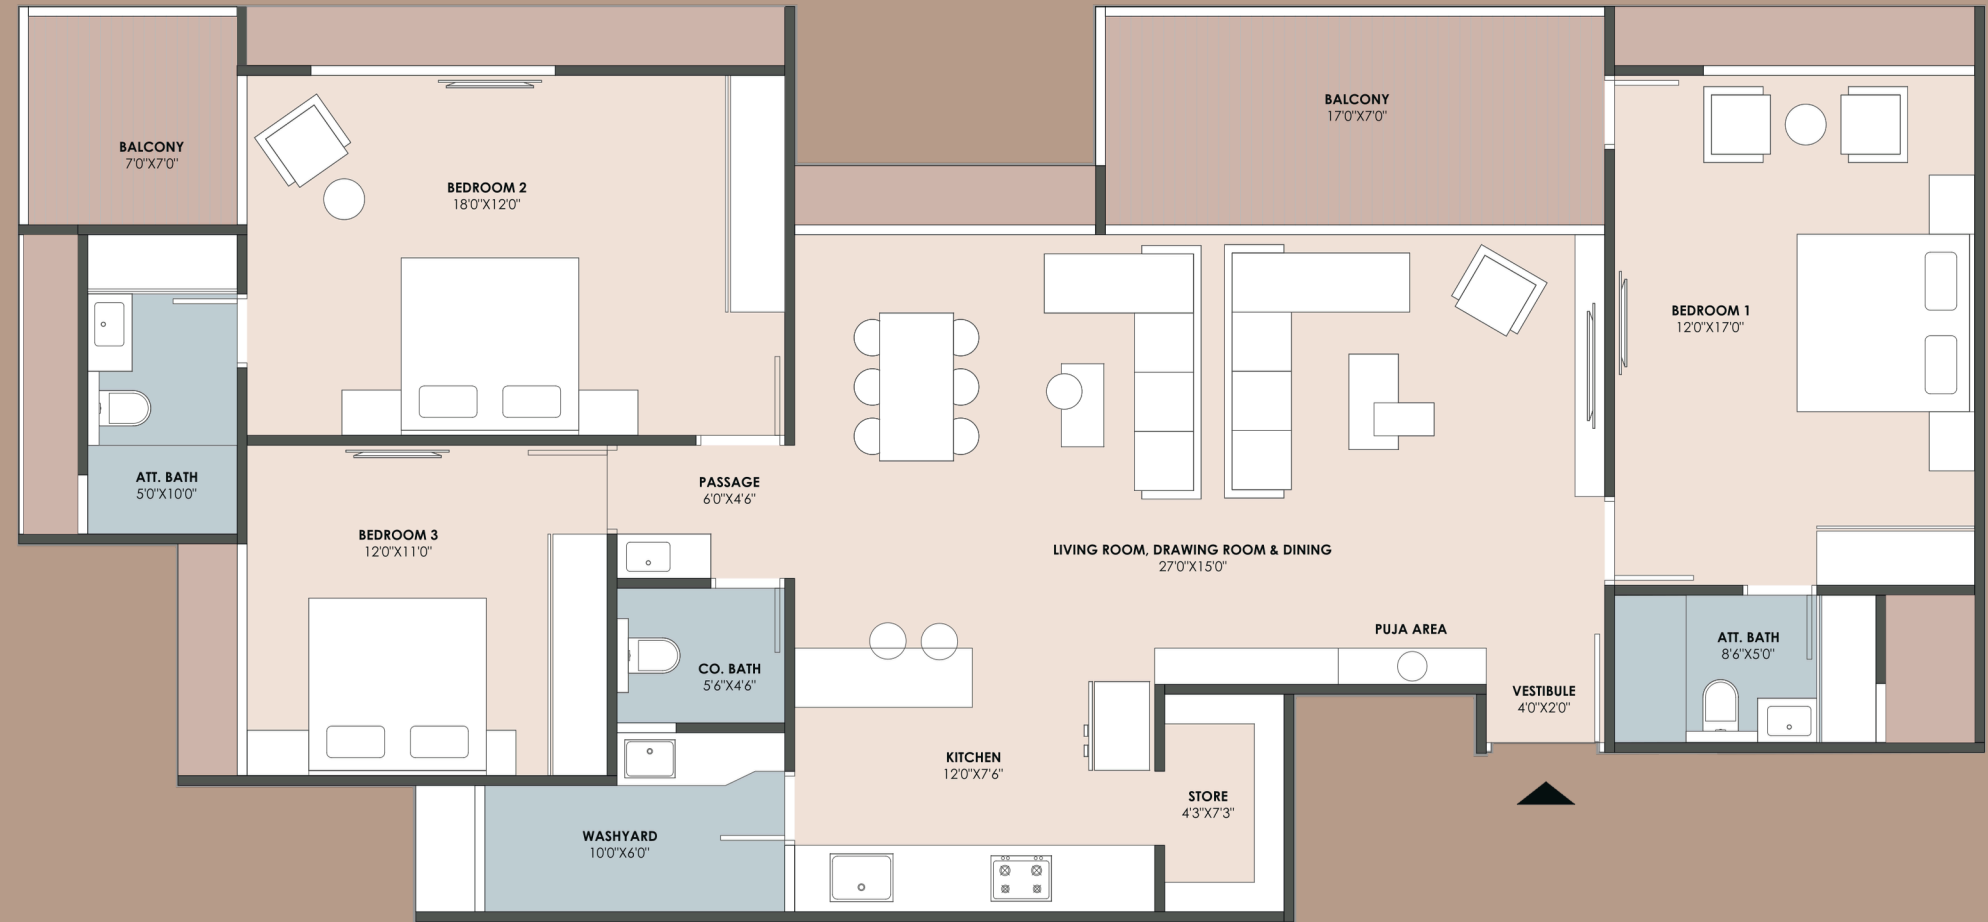 BALCONY
7'0"X7'0"
BEDROOM 2
18'0"X12'0"
BALCONY
17'0"X7'0"
BEDROOM 1
12'0"X17'0"
ATT. BATH
5'0"X10'0"
PASSAGE
6'0"X4'6"
BEDROOM 3
12'0"X11'0"
LIVING ROOM, DRAWING ROOM & DINING
27'0"X15'0"
PUJA AREA
CO. BATH
5'6"X4'6"
ATT. BATH
8'6"X5'0"
VESTIBULE
4'0"X2'0"
KITCHEN
12'0"X7'6"
STORE
4'3"X7'3"
WASHYARD
10'0"X6'0"